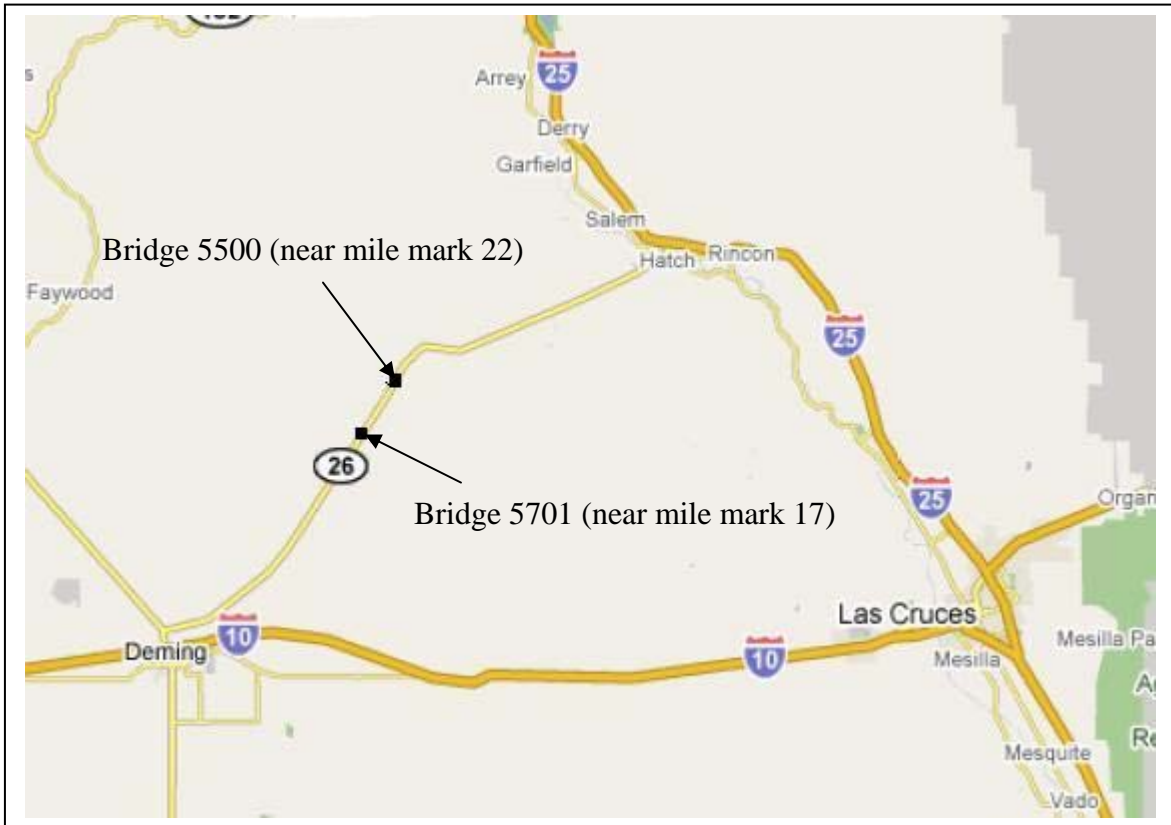 152
25
Arrey
Derry
Garfield
Salem
Bridge 5500 (near mile mark 22)
Hatch
Rincon
Faywood
25
26
25
Organ
Bridge 5701 (near mile mark 17)
Las Cruces
10
Deming
10
Mesilla Pa
Mesilla
Mesquite
Vado